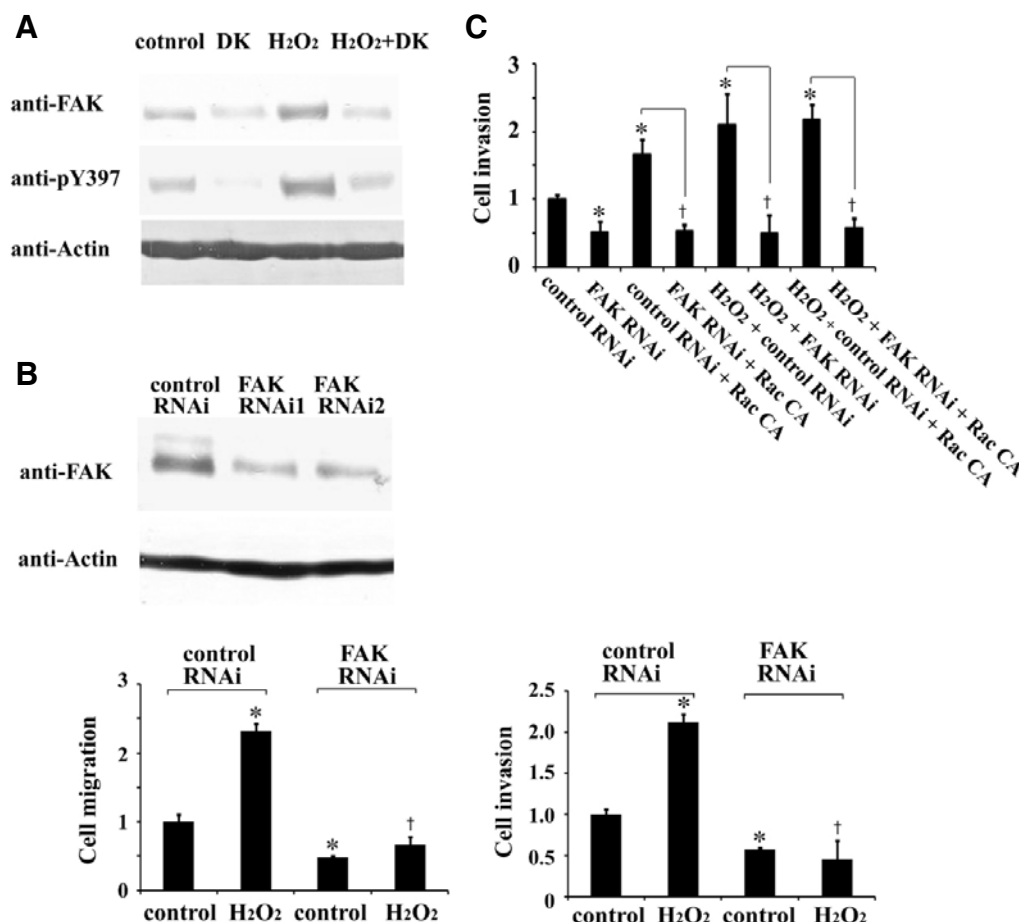 A
cotnrol DK H2O2 H2O2+DK
anti-FAK
anti-pY397
anti-Actin
B
control RNAi FAK RNAi1 FAK RNAi2
anti-FAK
anti-Actin
control RNAi FAK RNAi
Cell migration
3
2
1
0
*
*
†
control H2O2 control H2O2
control RNAi FAK RNAi
Cell invasion
2.5
2.0
1.5
1.0
0.5
0
*
*
†
control H2O2 control H2O2
C
Cell invasion
3
2
1
0
*
*
†
*
†
*
†
control RNAi
FAK RNAi
control RNAi + Rac CA
FAK RNAi + Rac CA
H2O2 + control RNAi
H2O2 + FAK RNAi
H2O2 + control RNAi + Rac CA
H2O2 + FAK RNAi + Rac CA